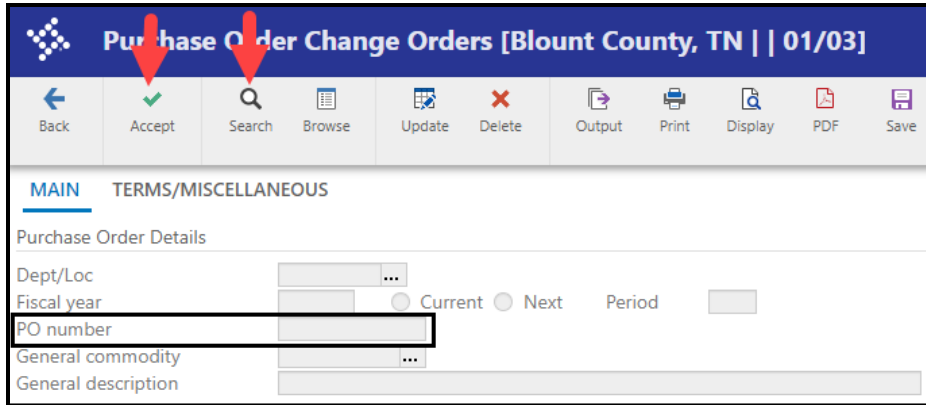 Purchase Order Change Orders [Blount County, TN | | 01/03]
Back Accept Search Browse Update Delete Output Print Display PDF Save
MAIN TERMS/MISCELLANEOUS
Purchase Order Details
Dept/Loc ...
Fiscal year Current Next Period
PO number
General commodity ...
General description